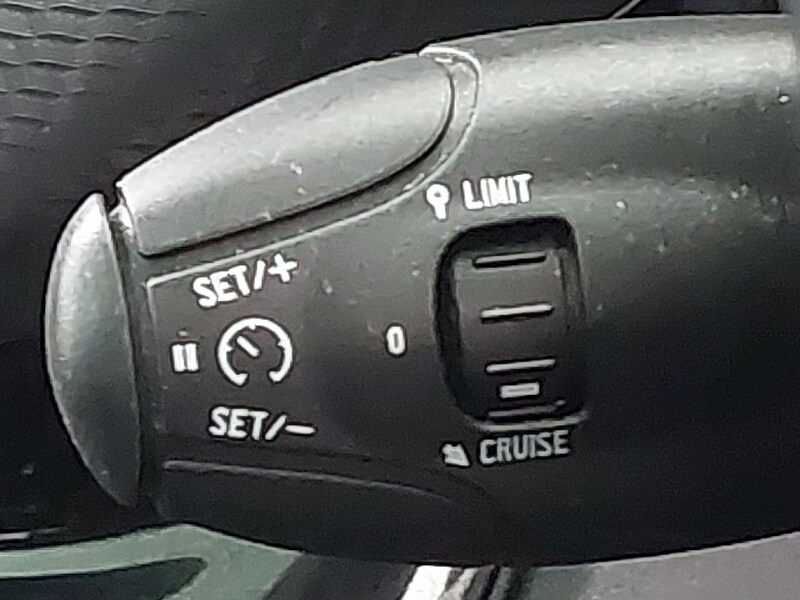 LIMIT
SET/+
0
SET/-
CRUISE